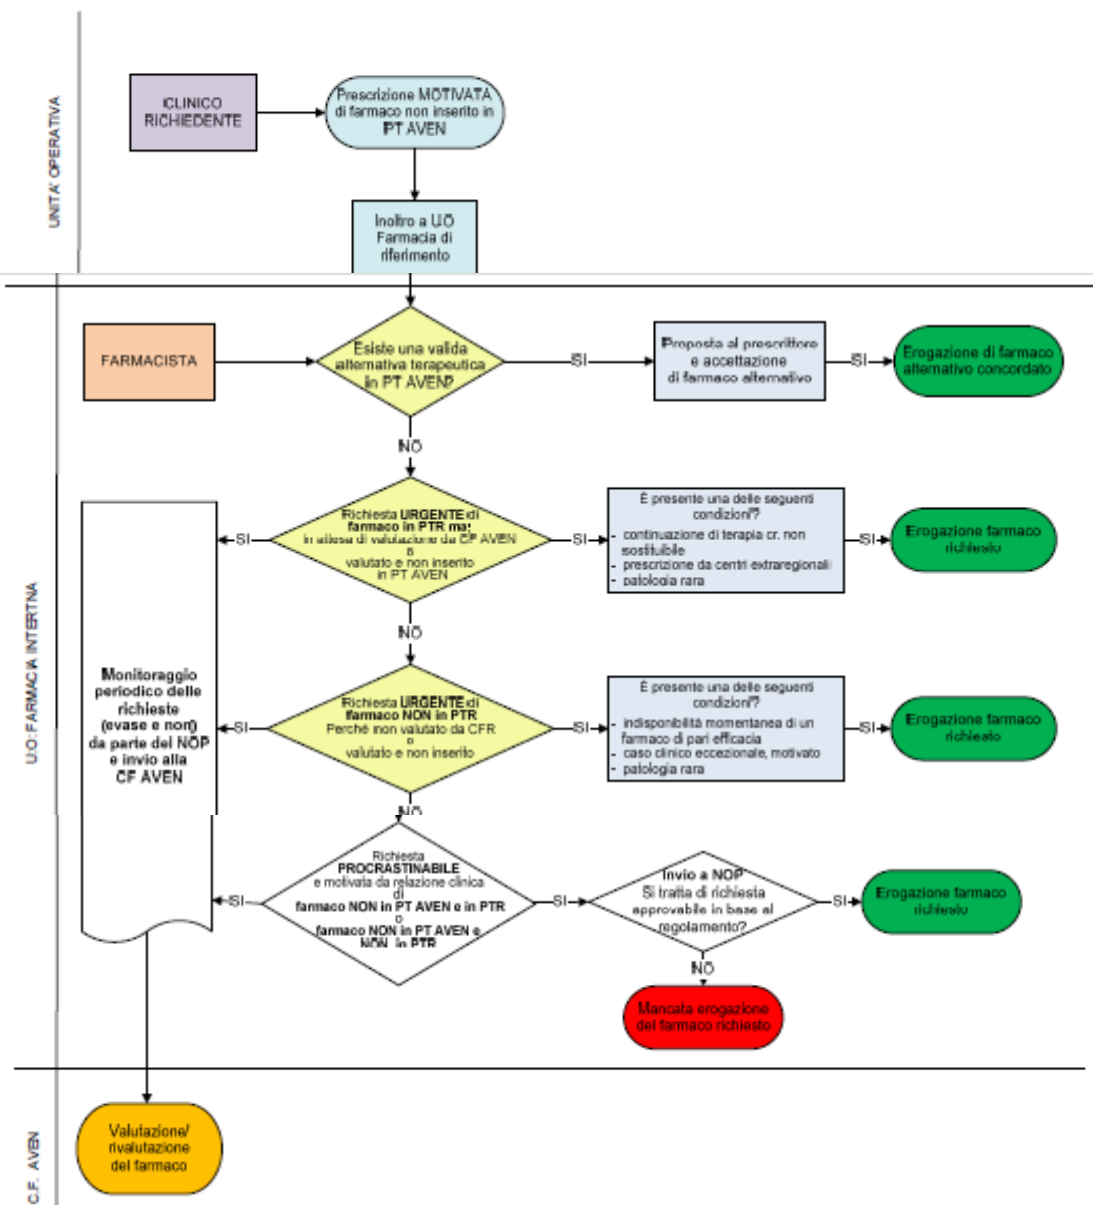 UNITA' OPERATIVA
CLINICO
RICHIEDENTE
Prescrizione MOTIVATA
di farmaco non inserito in
PT AVEN
Inoltro a UO
Farmacia di
riferimento
U.O: FARMACIA INTERTNA
FARMACISTA
Esiste una valida
alternativa terapeutica
in PT AVEN?
SI
Proposta al prescrittore
e accettazione
di farmaco alternativo
SI
Erogazione di farmaco
alternativo concordato
NO
Richiesta URGENTE di
farmaco in PTR ma:
in attesa di valutazione da CF AVEN
o
valutato e non inserito
in PT AVEN
SI
SI
È presente una delle seguenti
condizioni?
- continuazione di terapia cr. non
sostituibile
- prescrizione da centri extraregionali
- patologia rara
SI
Erogazione farmaco
richiesto
NO
Monitoraggio
periodico delle
richieste
(evase e non)
da parte del NOP
e invio alla
CF AVEN
Richiesta URGENTE di
farmaco NON in PTR
Perché non valutato da CFR
o
valutato e non inserito
SI
SI
È presente una delle seguenti
condizioni?
- indisponibilità momentanea di un
farmaco di pari efficacia
- caso clinico eccezionale, motivato
- patologia rara
SI
Erogazione farmaco
richiesto
NO
Richiesta
PROCRASTINABILE
e motivata da relazione clinica
di
farmaco NON in PT AVEN e in PTR
o
farmaco NON in PT AVEN e
NON in PTR
SI
SI
Invio a NOP
Si tratta di richiesta
approvabile in base al
regolamento?
SI
Erogazione farmaco
richiesto
NO
Mancata erogazione
del farmaco richiesto
C.F. AVEN
Valutazione/
rivalutazione
del farmaco